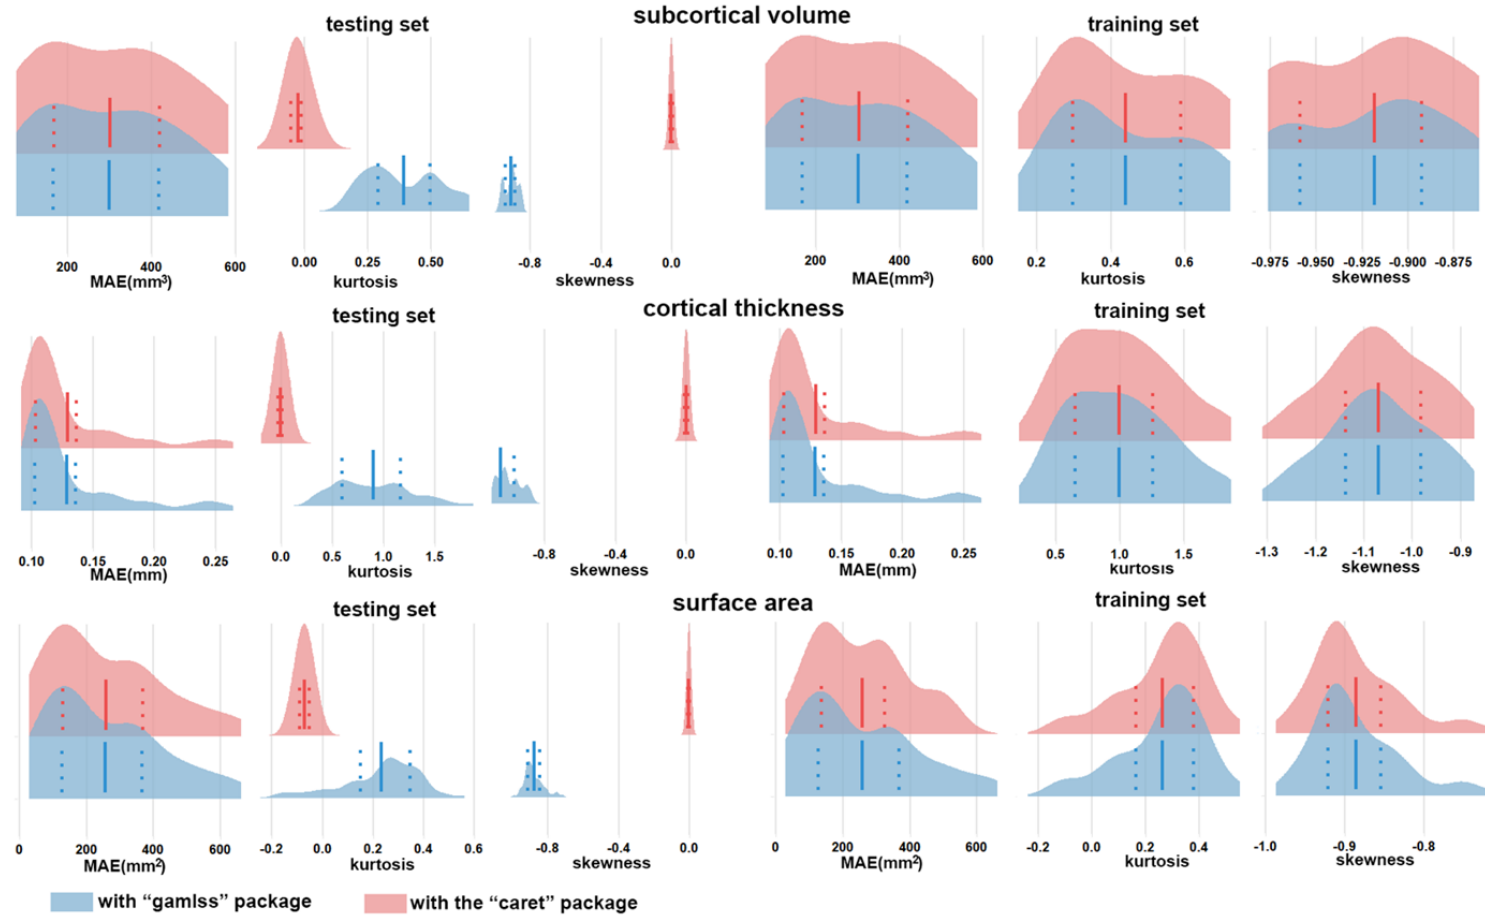 subcortical volume
testing set
training set
200 400 600
MAE(mm³)
0.00 0.25 0.50
kurtosis
-0.8 -0.4 0.0
skewness
200 400 600
MAE(mm³)
0.2 0.4 0.6
kurtosis
-0.975 -0.950 -0.925 -0.900 -0.875
skewness
cortical thickness
testing set
training set
0.10 0.15 0.20 0.25
MAE(mm)
0.0 0.5 1.0 1.5
kurtosis
-0.8 -0.4 0.0
skewness
0.10 0.15 0.20 0.25
MAE(mm)
0.5 1.0 1.5
kurtosis
-1.3 -1.2 -1.1 -1.0 -0.9
skewness
surface area
testing set
training set
0 200 400 600
MAE(mm²)
-0.2 0.0 0.2 0.4 0.6
kurtosis
-0.8 -0.4 0.0
skewness
0 200 400 600
MAE(mm²)
-0.2 0.0 0.2 0.4
kurtosis
-1.0 -0.9 -0.8
skewness
with “gamlss” package
with the “caret” package